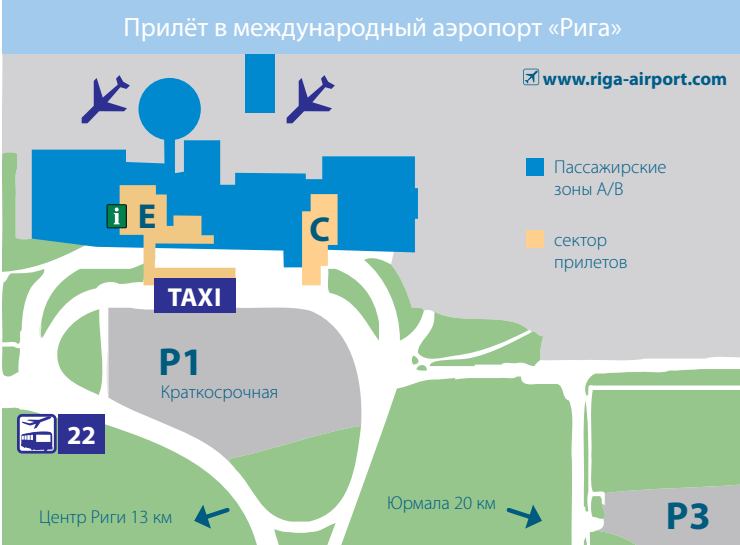 Прилёт в международный аэропорт «Рига»
www.riga-airport.com
Пассажирские
зоны А/В
сектор
прилетов
i
E
C
TAXI
P1
Краткосрочная
22
Центр Риги 13 км
Юрмала 20 км
P3